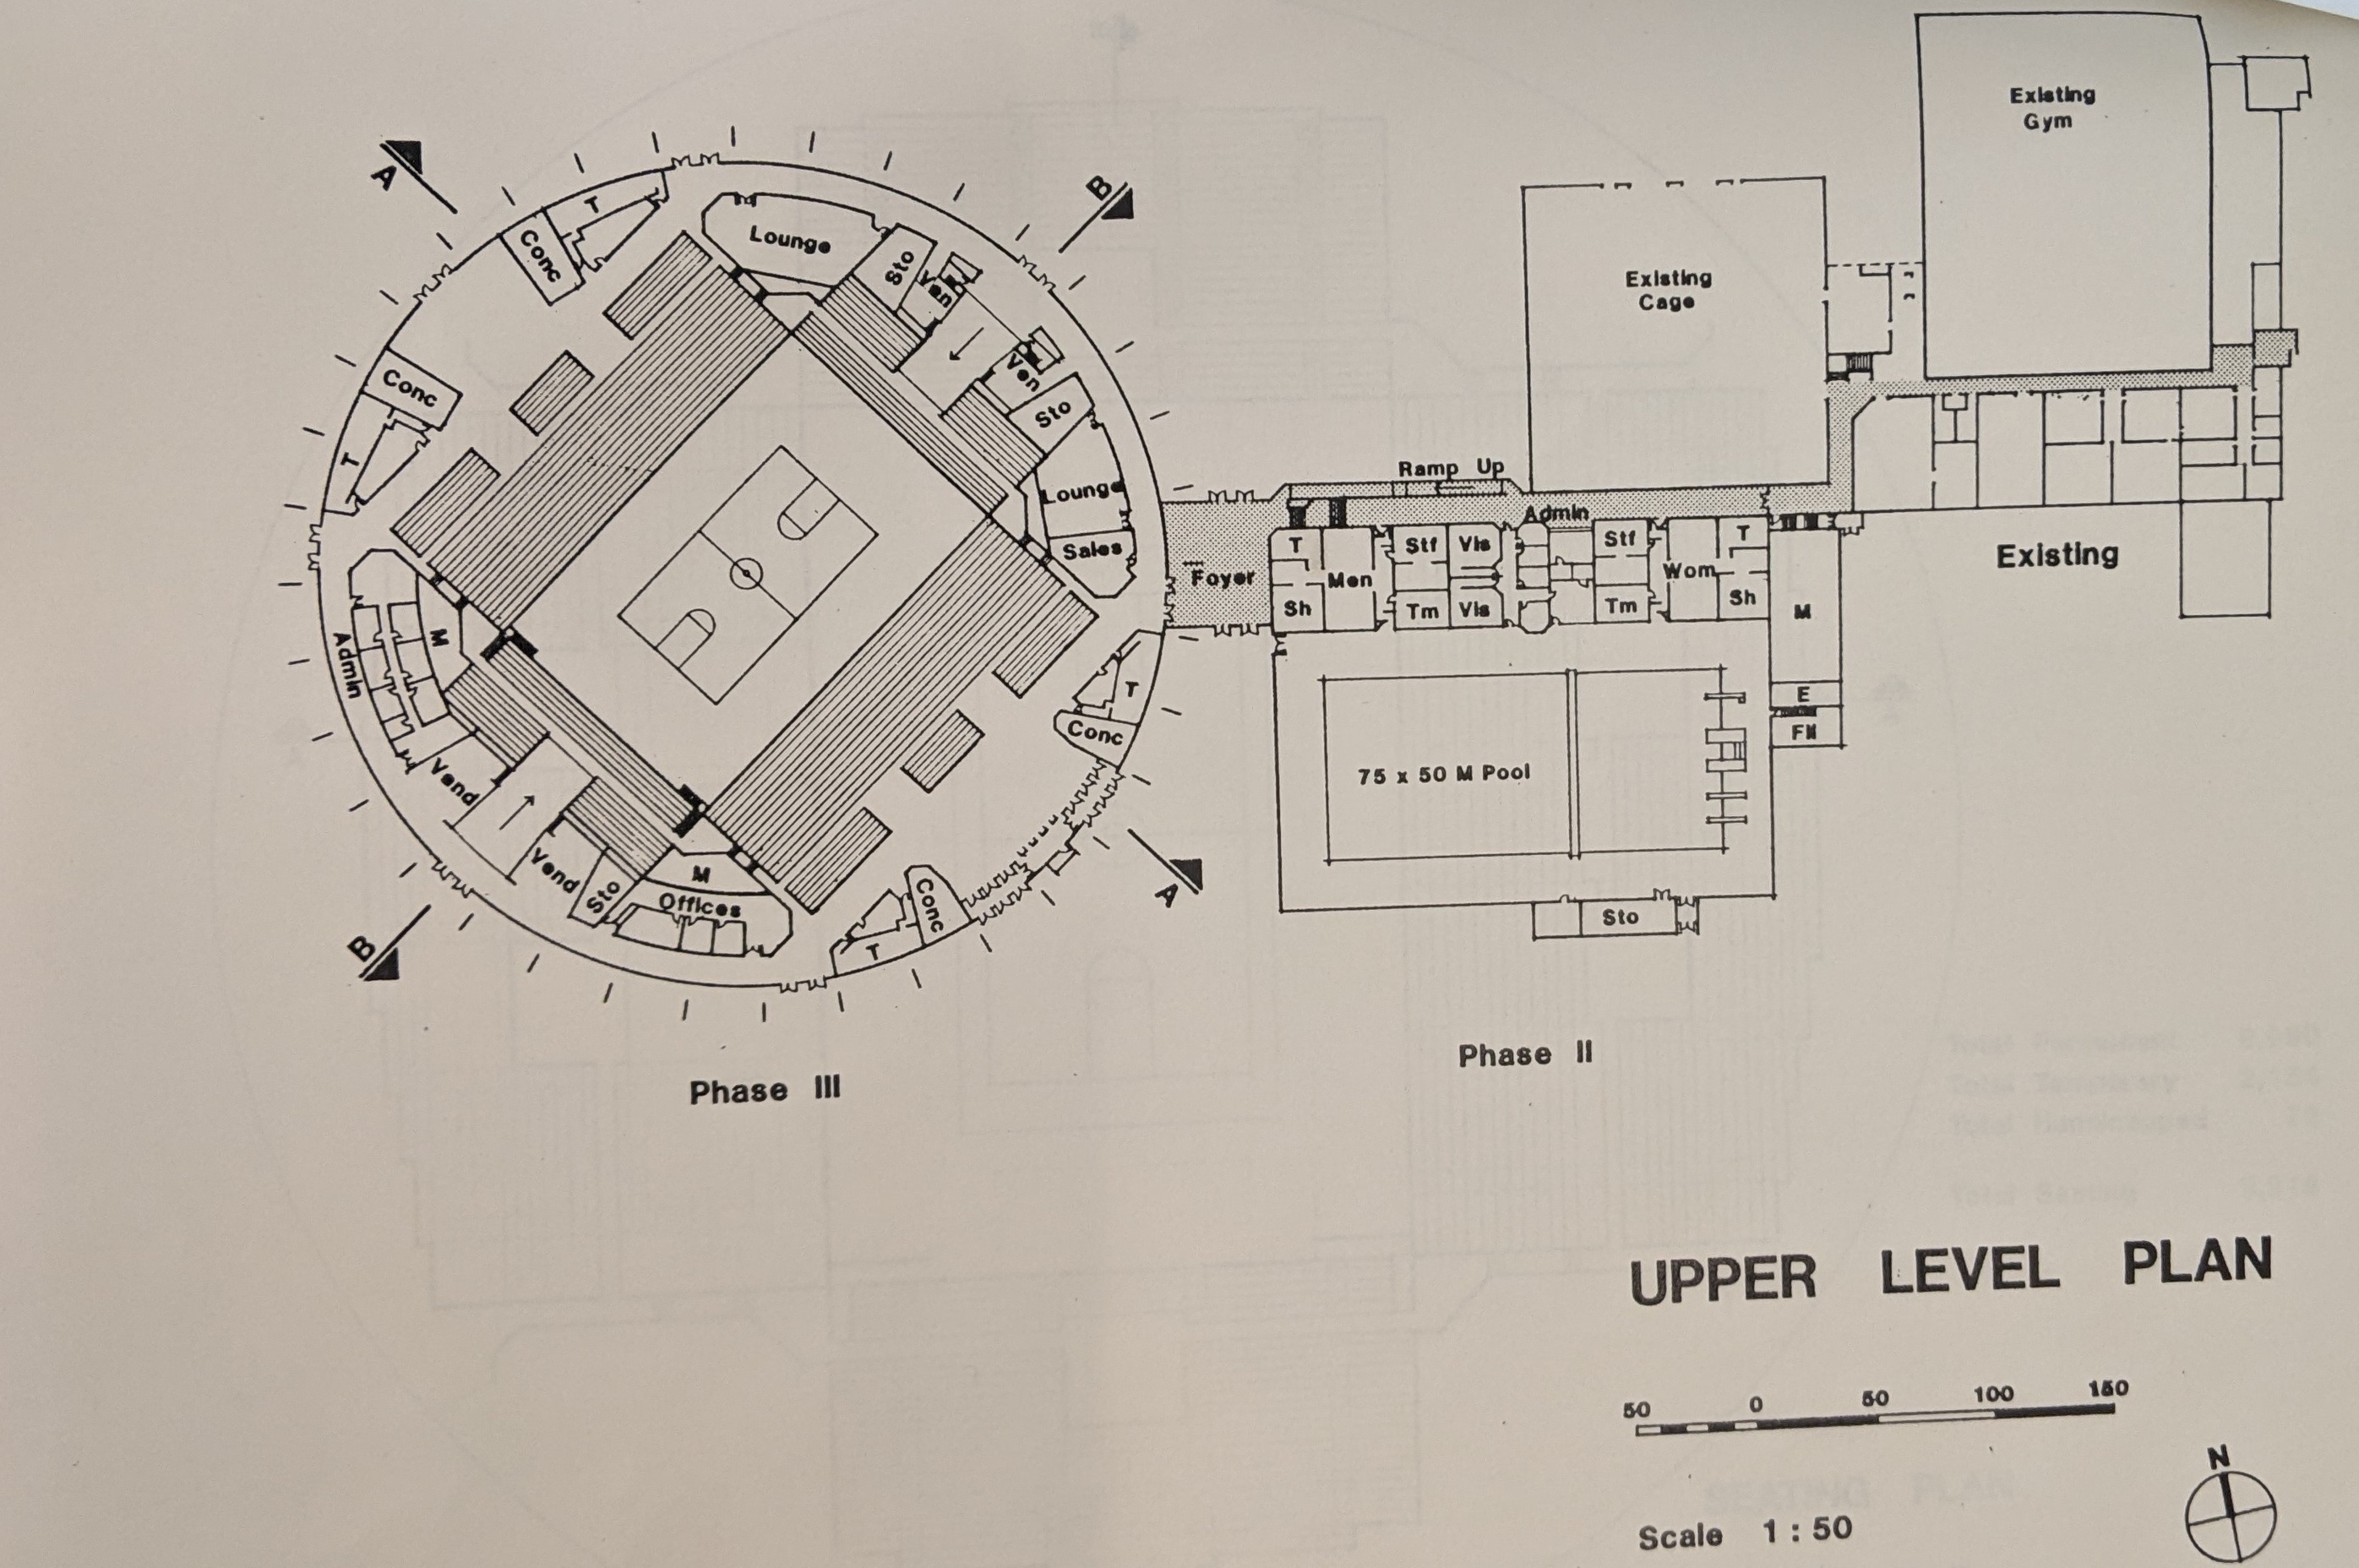 Existing
Gym
A
B
T
Conc
Lounge
Sto
Ven
Existing
Cage
Conc
Ven
Sto
T
Ramp Up
Lounge
Admin
Sales
Foyer
T
Men
Stf
Vis
Stf
Wom
T
Existing
Sh
Tm
Vis
Tm
Sh
M
Admin
M
T
Conc
E
FN
75 x 50 M Pool
Vend
Vend
Sto
M
Offices
Conc
T
A
B
Sto
Phase III
Phase II
UPPER LEVEL PLAN
50 0 50 100 150
Scale 1 : 50
N